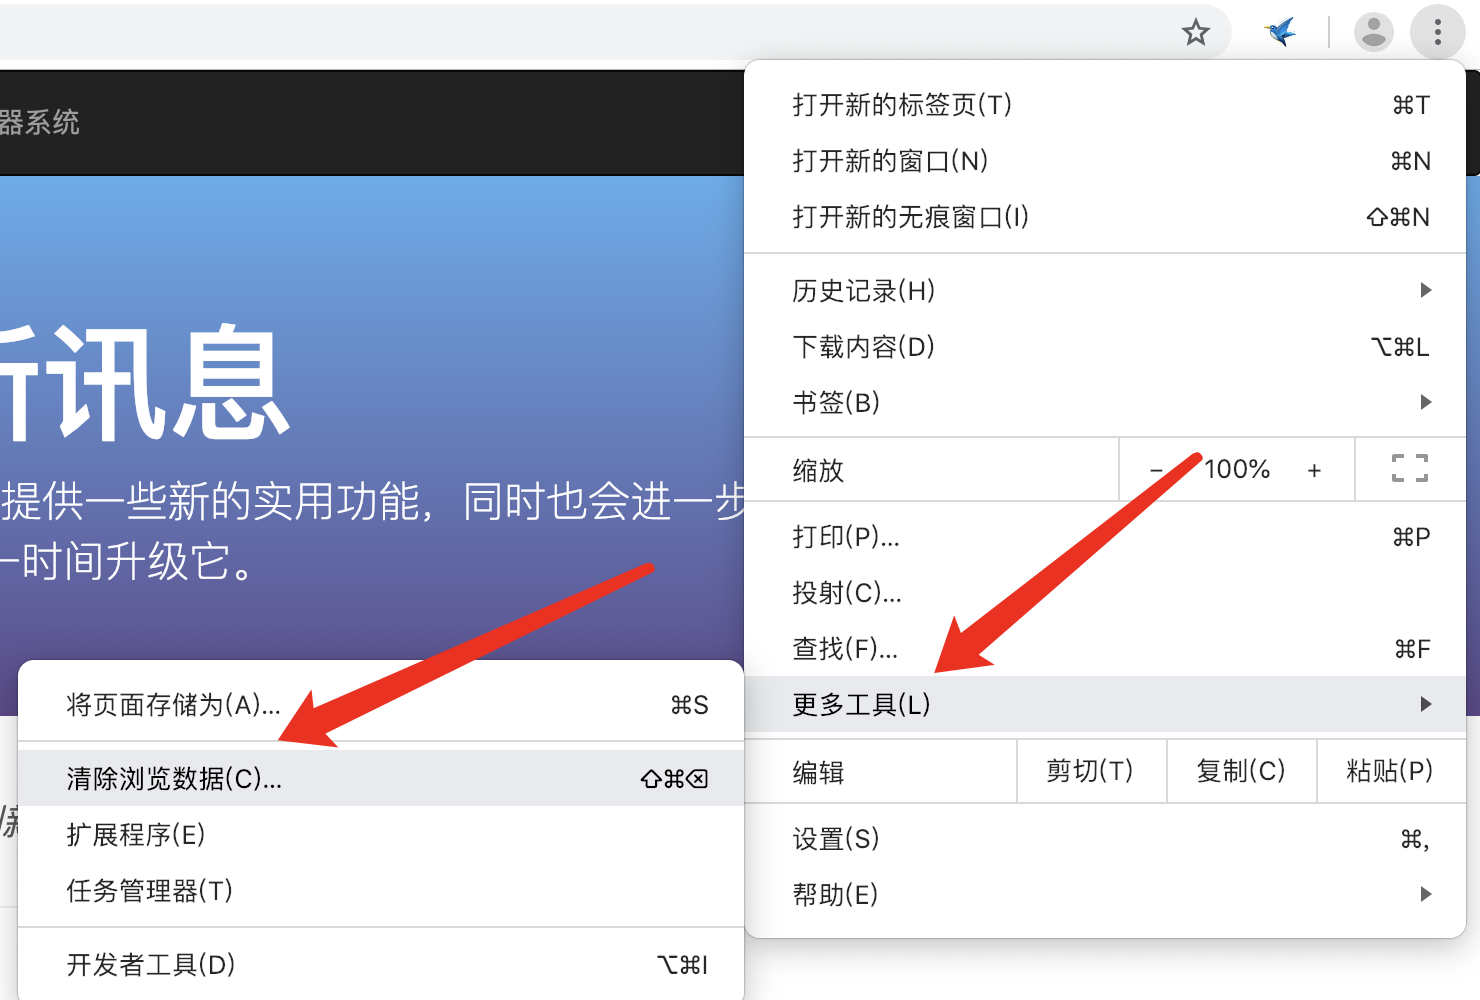 器系统
讯息
提供一些新的实用功能，同时也会进一步
一时间升级它。
打开新的标签页(T) ⌘T
打开新的窗口(N) ⌘N
打开新的无痕窗口(I) ⇧⌘N
历史记录(H)
下载内容(D) ⌥⌘L
书签(B)
缩放 − 100% +
打印(P)... ⌘P
投射(C)...
查找(F)... ⌘F
更多工具(L)
编辑 剪切(T) 复制(C) 粘贴(P)
设置(S) ⌘,
帮助(E)
将页面存储为(A)... ⌘S
清除浏览数据(C)... ⇧⌘⌫
扩展程序(E)
任务管理器(T)
开发者工具(D) ⌥⌘I